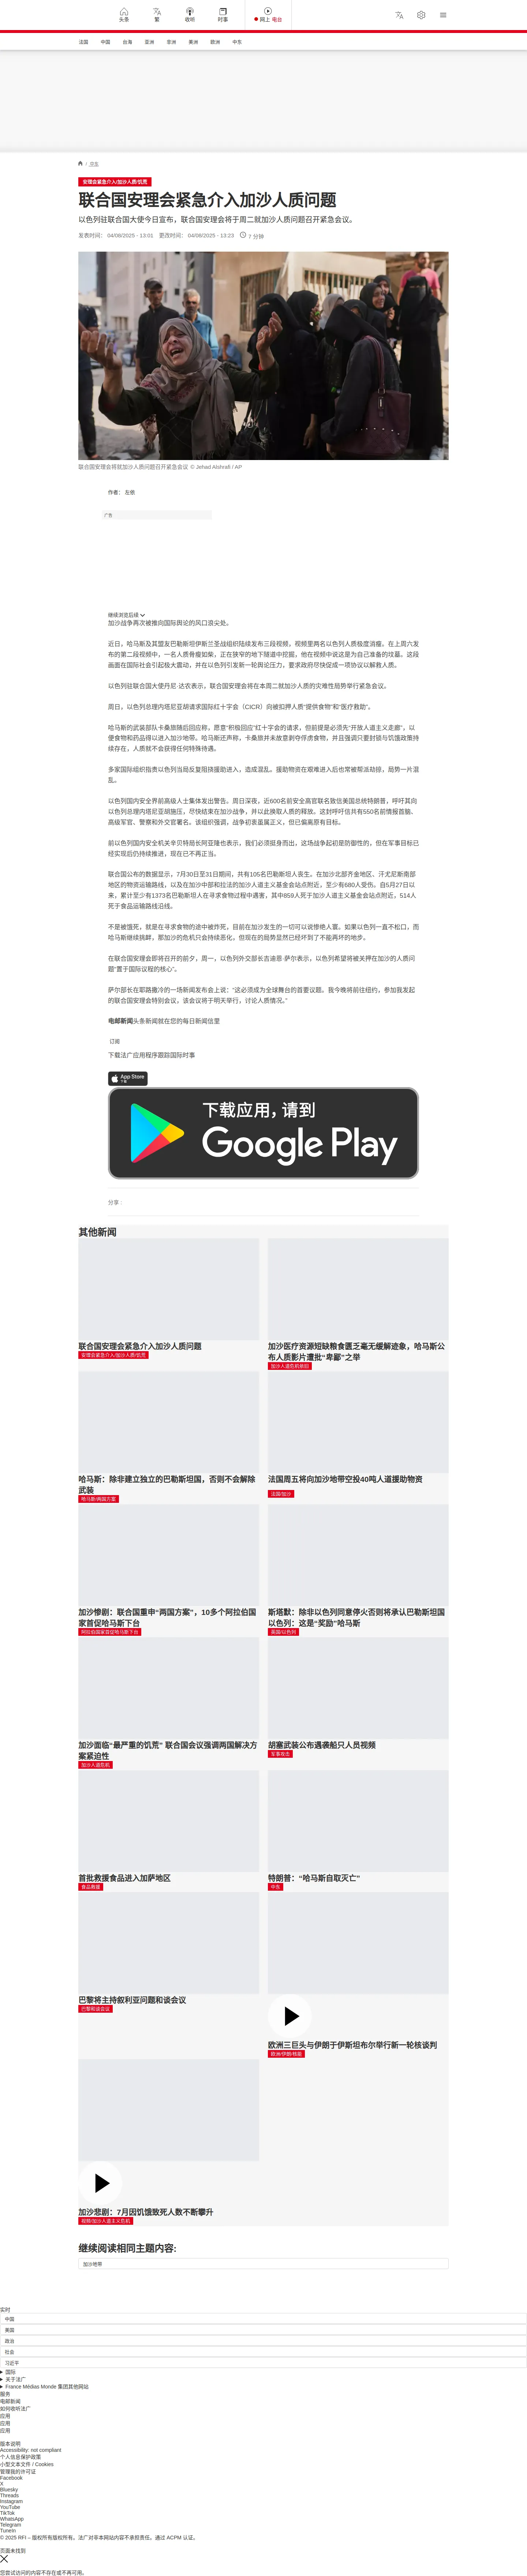 头条
繁
收听
时事
网上 电台
法国 中国 台海 亚洲 非洲 美洲 欧洲 中东
/ 中东
安理会紧急介入/加沙人质/饥荒
联合国安理会紧急介入加沙人质问题
以色列驻联合国大使今日宣布，联合国安理会将于周二就加沙人质问题召开紧急会议。
发表时间： 04/08/2025 - 13:01 更改时间： 04/08/2025 - 13:23 7 分钟
联合国安理会将就加沙人质问题召开紧急会议. © Jehad Alshrafi / AP
作者： 左侬
广告
继续浏览后续
加沙战争再次被推向国际舆论的风口浪尖处。
近日，哈马斯及其盟友巴勒斯坦伊斯兰圣战组织陆续发布三段视频，视频里两名以色列人质极度消瘦。在上周六发
布的第二段视频中，一名人质骨瘦如柴，正在狭窄的地下隧道中挖掘，他在视频中说这是为自己准备的坟墓。这段
画面在国际社会引起极大震动，并在以色列引发新一轮舆论压力，要求政府尽快促成一项协议以解救人质。
以色列驻联合国大使丹尼·达农表示，联合国安理会将在本周二就加沙人质的灾难性局势举行紧急会议。
周日，以色列总理内塔尼亚胡请求国际红十字会（CICR）向被扣押人质“提供食物”和“医疗救助”。
哈马斯的武装部队卡桑旅随后回应称，愿意“积极回应”红十字会的请求，但前提是必须先“开放人道主义走廊”，以
便食物和药品得以进入加沙地带。哈马斯还声称，卡桑旅并未故意剥夺俘虏食物，并且强调只要封锁与饥饿政策持
续存在，人质就不会获得任何特殊待遇。
多家国际组织指责以色列当局反复阻挠援助进入，造成混乱。援助物资在艰难进入后也常被帮派劫掠，局势一片混
乱。
以色列国内安全界前高级人士集体发出警告。周日深夜，近600名前安全高官联名致信美国总统特朗普，呼吁其向
以色列总理内塔尼亚胡施压，尽快结束在加沙战争，并以此换取人质的释放。这封呼吁信共有550名前情报首脑、
高级军官、警察和外交官署名。该组织强调，战争初衷虽属正义，但已偏离原有目标。
前以色列国内安全机关辛贝特局长阿亚隆也表示，我们必须挺身而出，这场战争起初是防御性的，但在军事目标已
经实现后仍持续推进，现在已不再正当。
联合国公布的数据显示，7月30日至31日期间，共有105名巴勒斯坦人丧生。在加沙北部齐金地区、汗尤尼斯南部
地区的物资运输路线，以及在加沙中部和拉法的加沙人道主义基金会站点附近，至少有680人受伤。自5月27日以
来，累计至少有1373名巴勒斯坦人在寻求食物过程中遇害，其中859人死于加沙人道主义基金会站点附近，514人
死于食品运输路线沿线。
不是被饿死，就是在寻求食物的途中被炸死，目前在加沙发生的一切可以说惨绝人寰。如果以色列一直不松口，而
哈马斯继续挑衅，那加沙的危机只会持续恶化，但现在的局势显然已经坏到了不能再坏的地步。
在联合国安理会即将召开的前夕，周一，以色列外交部长吉迪恩·萨尔表示，以色列希望将被关押在加沙的人质问
题“置于国际议程的核心”。
萨尔部长在耶路撒冷的一场新闻发布会上说：“这必须成为全球舞台的首要议题。我今晚将前往纽约，参加我发起
的联合国安理会特别会议，该会议将于明天举行，讨论人质情况。”
电邮新闻头条新闻就在您的每日新闻信里
订阅
下载法广应用程序跟踪国际时事
App Store
下载应用，请到
Google Play
分享 :
其他新闻
联合国安理会紧急介入加沙人质问题
安理会紧急介入/加沙人质/饥荒
加沙医疗资源短缺粮食匮乏毫无缓解迹象，哈马斯公
布人质影片遭批“卑鄙”之举
加沙人道危机依旧
哈马斯：除非建立独立的巴勒斯坦国，否则不会解除
武装
哈马斯/两国方案
法国周五将向加沙地带空投40吨人道援助物资
法国/加沙
加沙惨剧：联合国重申“两国方案”，10多个阿拉伯国
家首促哈马斯下台
阿拉伯国家首促哈马斯下台
斯塔默：除非以色列同意停火否则将承认巴勒斯坦国
以色列：这是“奖励”哈马斯
英国/以色列
加沙面临“最严重的饥荒” 联合国会议强调两国解决方
案紧迫性
加沙人道危机
胡塞武装公布遇袭船只人员视频
军事攻击
首批救援食品进入加萨地区
食品救援
特朗普：“哈马斯自取灭亡”
中东
巴黎将主持叙利亚问题和谈会议
巴黎和谈会议
欧洲三巨头与伊朗于伊斯坦布尔举行新一轮核谈判
欧洲/伊朗/核能
加沙悲剧：7月因饥饿致死人数不断攀升
视频/加沙人道主义危机
继续阅读相同主题内容:
加沙地带
实时
中国
美国
政治
社会
习近平
国际
关于法广
France Médias Monde 集团其他网站
服务
电邮新闻
如何收听法广
应用
应用
应用
版本说明
Accessibility: not compliant
个人信息保护政策
小型文本文件 / Cookies
管理我的许可证
Facebook
X
Bluesky
Threads
Instagram
YouTube
TikTok
WhatsApp
Telegram
TuneIn
© 2025 RFI – 版权所有版权所有。法广对非本网站内容不承担责任。通过 ACPM 认证。
页面未找到
您尝试访问的内容不存在或不再可用。